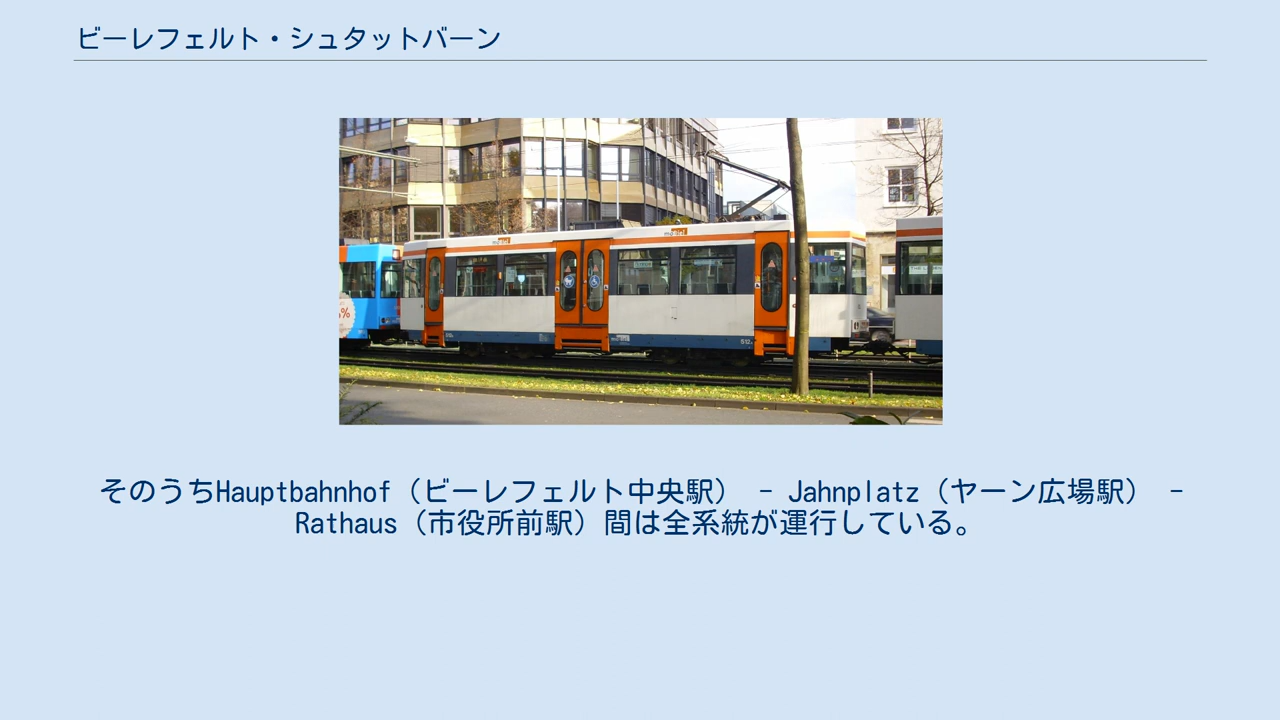 ビーレフェルト・シュタットバーン
そのうちHauptbahnhof（ビーレフェルト中央駅） - Jahnplatz（ヤーン広場駅） -
Rathaus（市役所前駅）間は全系統が運行している。